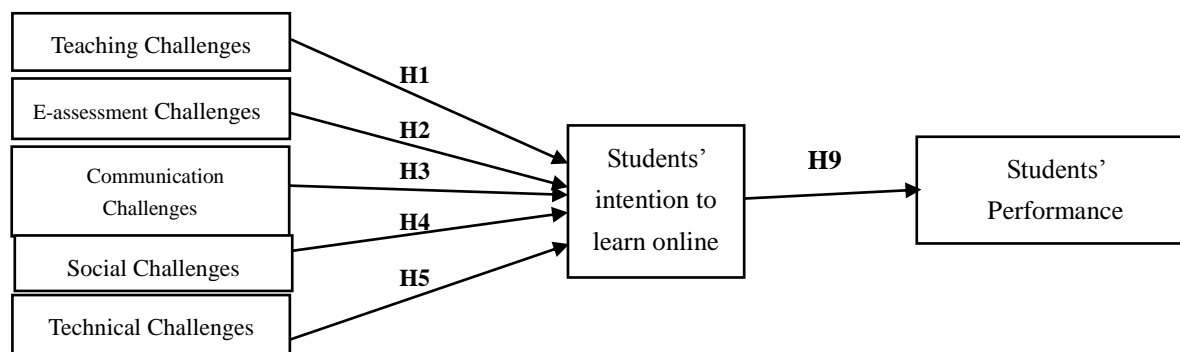 Teaching Challenges
H1
E-assessment Challenges
H2
Communication
Challenges
H3
Social Challenges
H4
Technical Challenges
H5
Students’
intention to
learn online
H9
Students’
Performance